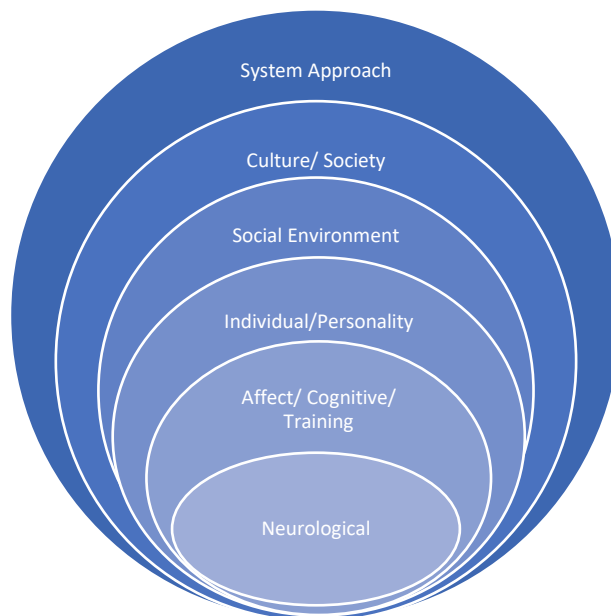 System Approach
Culture/ Society
Social Environment
Individual/Personality
Affect/ Cognitive/
Training
Neurological